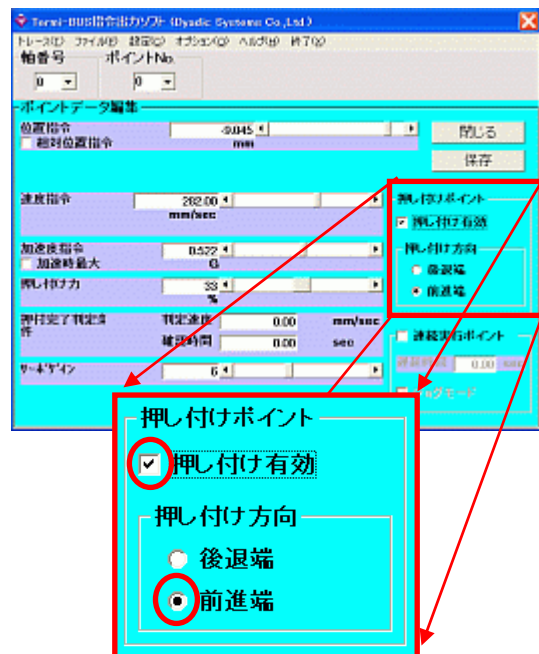 Termi-BUS指令出力ソフト (Dyadic Systems Co.,Ltd)
トレース(T) ファイル(F) 設定(C) オプション(O) ヘルプ(H) 終了(X)
軸番号 ポイントNo.
0 0
ポイントデータ編集
位置指令 -9.045
相対位置指令 mm
閉じる
保存
速度指令 202.00
mm/sec
押し付けポイント
押し付け有効
押し付け方向
後退端
前進端
加速度指令 0.522
加速時最大 G
押し付け力 33
%
押付完了判定条件 判定速度 0.00 mm/sec
確認時間 0.00 sec
連続実行ポイント
0.00
サーボゲイン 6
押し付けポイント
押し付け有効
押し付け方向
後退端
前進端